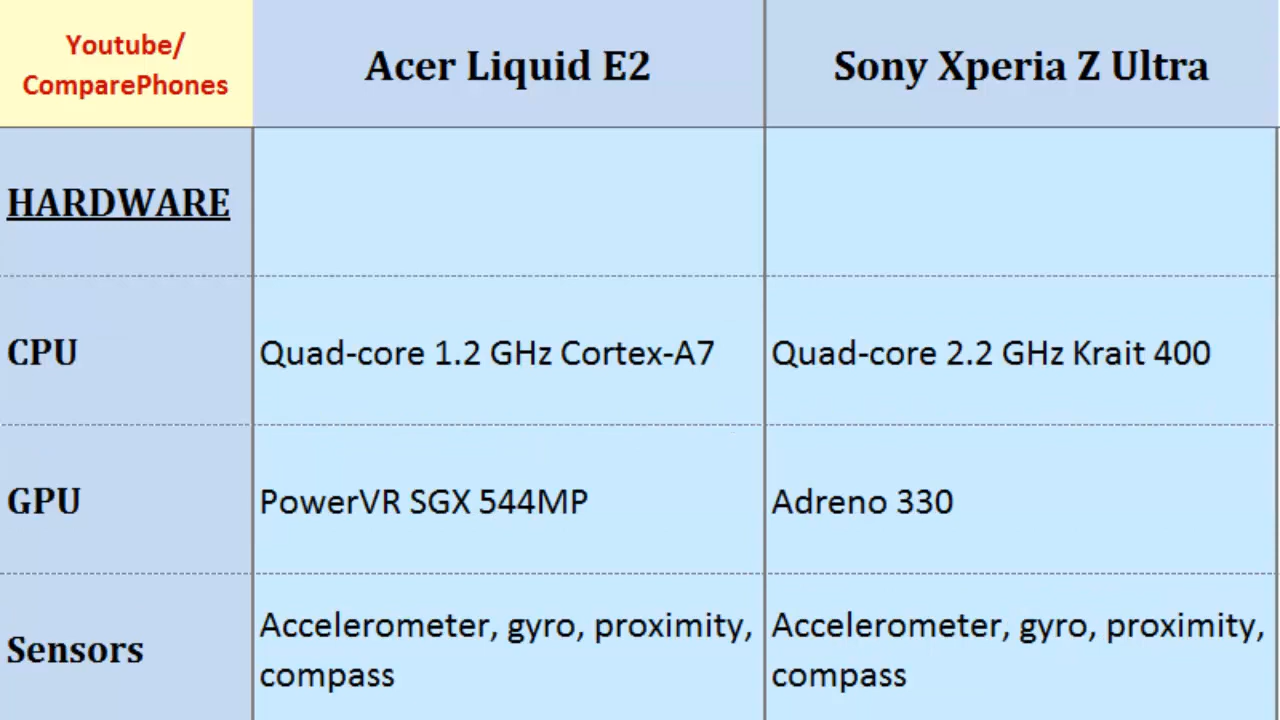 Youtube/
ComparePhones
Acer Liquid E2
Sony Xperia Z Ultra
HARDWARE
CPU
Quad-core 1.2 GHz Cortex-A7
Quad-core 2.2 GHz Krait 400
GPU
PowerVR SGX 544MP
Adreno 330
Sensors
Accelerometer, gyro, proximity,
compass
Accelerometer, gyro, proximity,
compass